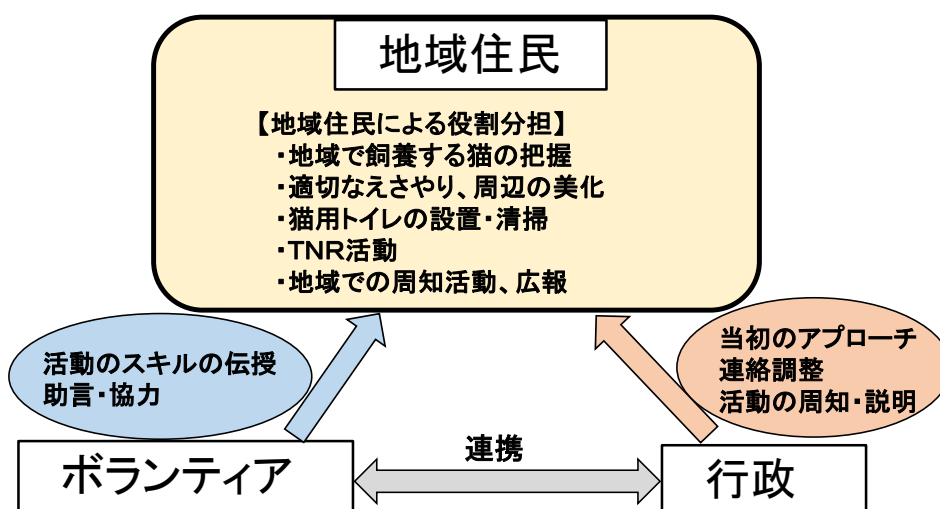 地域住民
【地域住民による役割分担】
・地域で飼養する猫の把握
・適切なえさやり、周辺の美化
・猫用トイレの設置・清掃
・TNR活動
・地域での周知活動、広報
活動のスキルの伝授
助言・協力
当初のアプローチ
連絡調整
活動の周知・説明
ボランティア
連携
行政